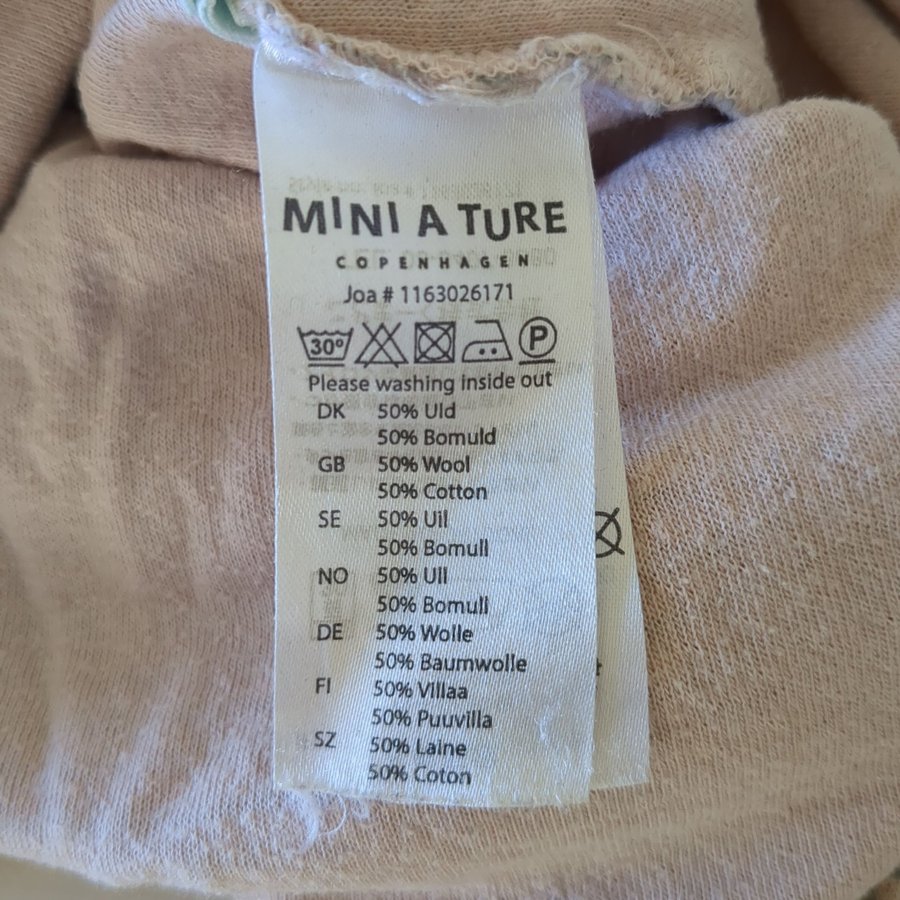 MINI A TURE
COPENHAGEN
Joa # 1163026171
30°
P
Please washing inside out
DK 50% Uld
50% Bomuld
GB 50% Wool
50% Cotton
SE 50% Uil
50% Bomull
NO 50% Ull
50% Bomull
DE 50% Wolle
50% Baumwolle
FI 50% Villaa
50% Puuvilla
SZ 50% Laine
50% Coton